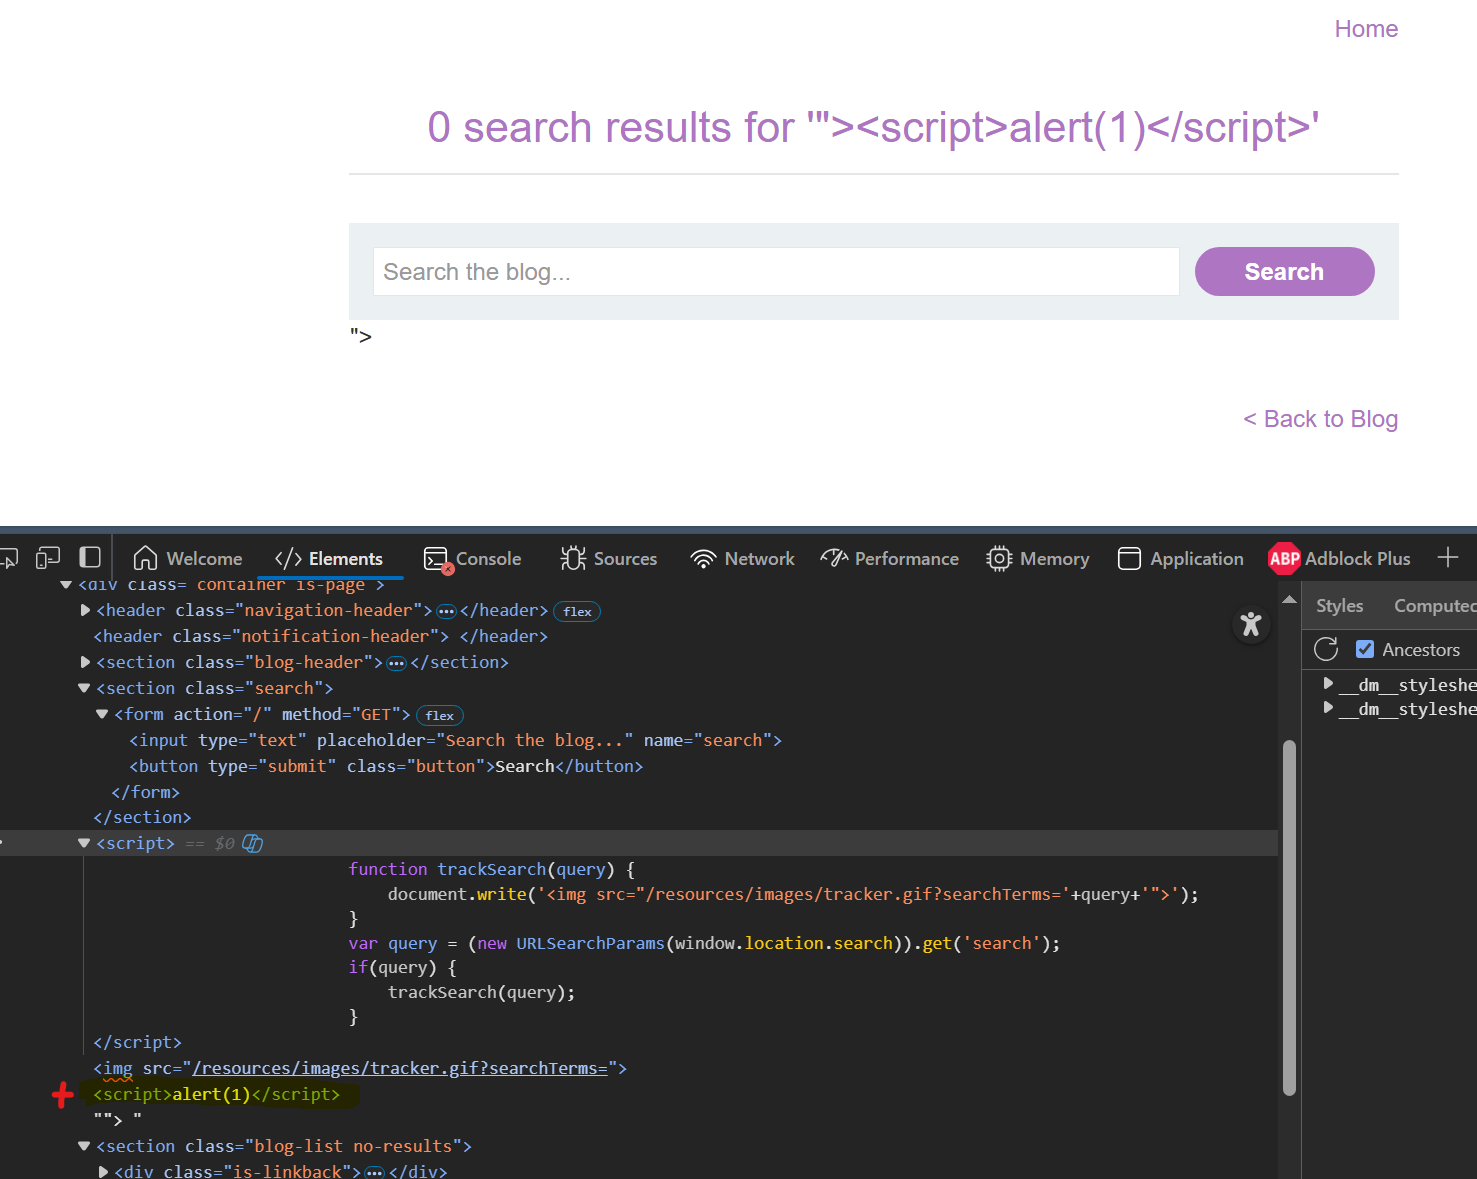 Home
0 search results for '"><script>alert(1)</script>'
Search the blog...
Search
">
< Back to Blog
Welcome </> Elements Console Sources Network Performance Memory Application ABP Adblock Plus
<div class="container is-page">
<header class="navigation-header"> ... </header> flex
<header class="notification-header"> </header>
<section class="blog-header"> ... </section>
<section class="search">
<form action="/" method="GET"> flex
<input type="text" placeholder="Search the blog..." name="search">
<button type="submit" class="button">Search</button>
</form>
</section>
<script> == $0
function trackSearch(query) {
document.write('<img src="/resources/images/tracker.gif?searchTerms='+query+'">');
}
var query = (new URLSearchParams(window.location.search)).get('search');
if(query) {
trackSearch(query);
}
</script>
<img src="/resources/images/tracker.gif?searchTerms=">
<script>alert(1)</script>
""> "
<section class="blog-list no-results">
<div class="is-linkback"> ... </div>
Styles Computed
Ancestors
__dm__styleshe
__dm__styleshe